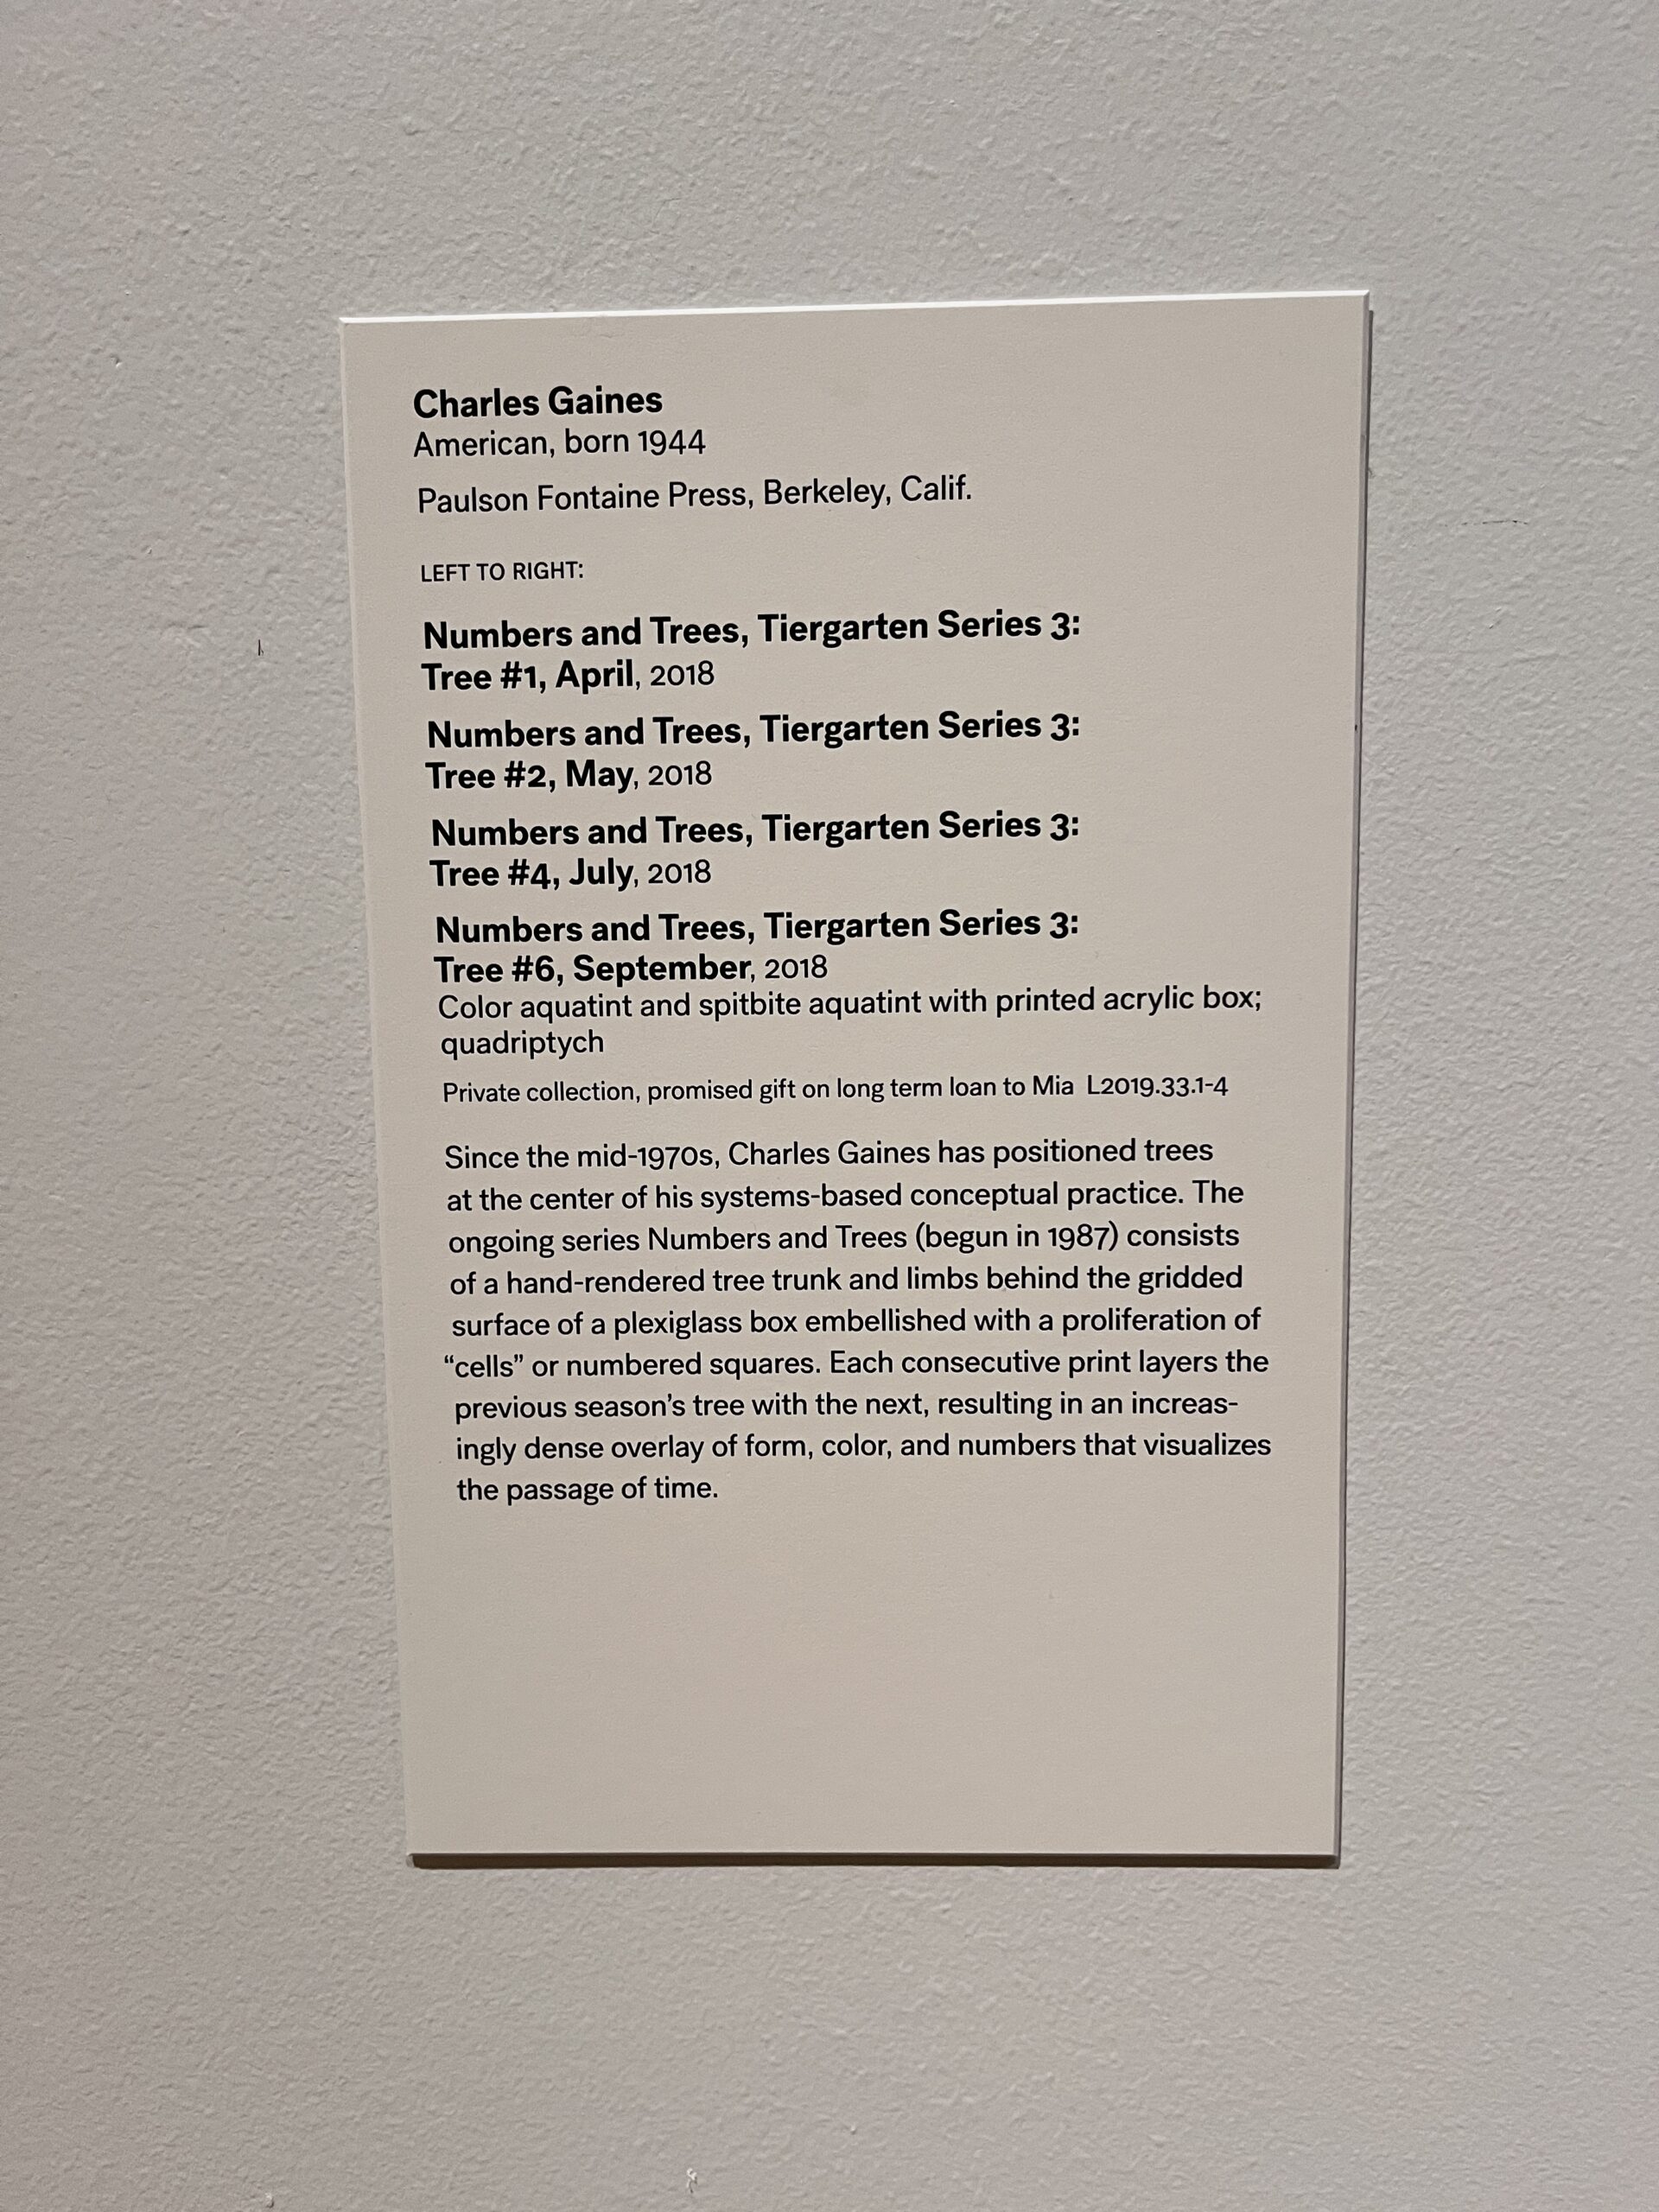 Charles Gaines
American, born 1944
Paulson Fontaine Press, Berkeley, Calif.
LEFT TO RIGHT:
Numbers and Trees, Tiergarten Series 3:
Tree #1, April, 2018
Numbers and Trees, Tiergarten Series 3:
Tree #2, May, 2018
Numbers and Trees, Tiergarten Series 3:
Tree #4, July, 2018
Numbers and Trees, Tiergarten Series 3:
Tree #6, September, 2018
Color aquatint and spitbite aquatint with printed acrylic box;
quadriptych
Private collection, promised gift on long term loan to Mia L2019.33.1-4
Since the mid-1970s, Charles Gaines has positioned trees
at the center of his systems-based conceptual practice. The
ongoing series Numbers and Trees (begun in 1987) consists
of a hand-rendered tree trunk and limbs behind the gridded
surface of a plexiglass box embellished with a proliferation of
“cells” or numbered squares. Each consecutive print layers the
previous season’s tree with the next, resulting in an increas-
ingly dense overlay of form, color, and numbers that visualizes
the passage of time.